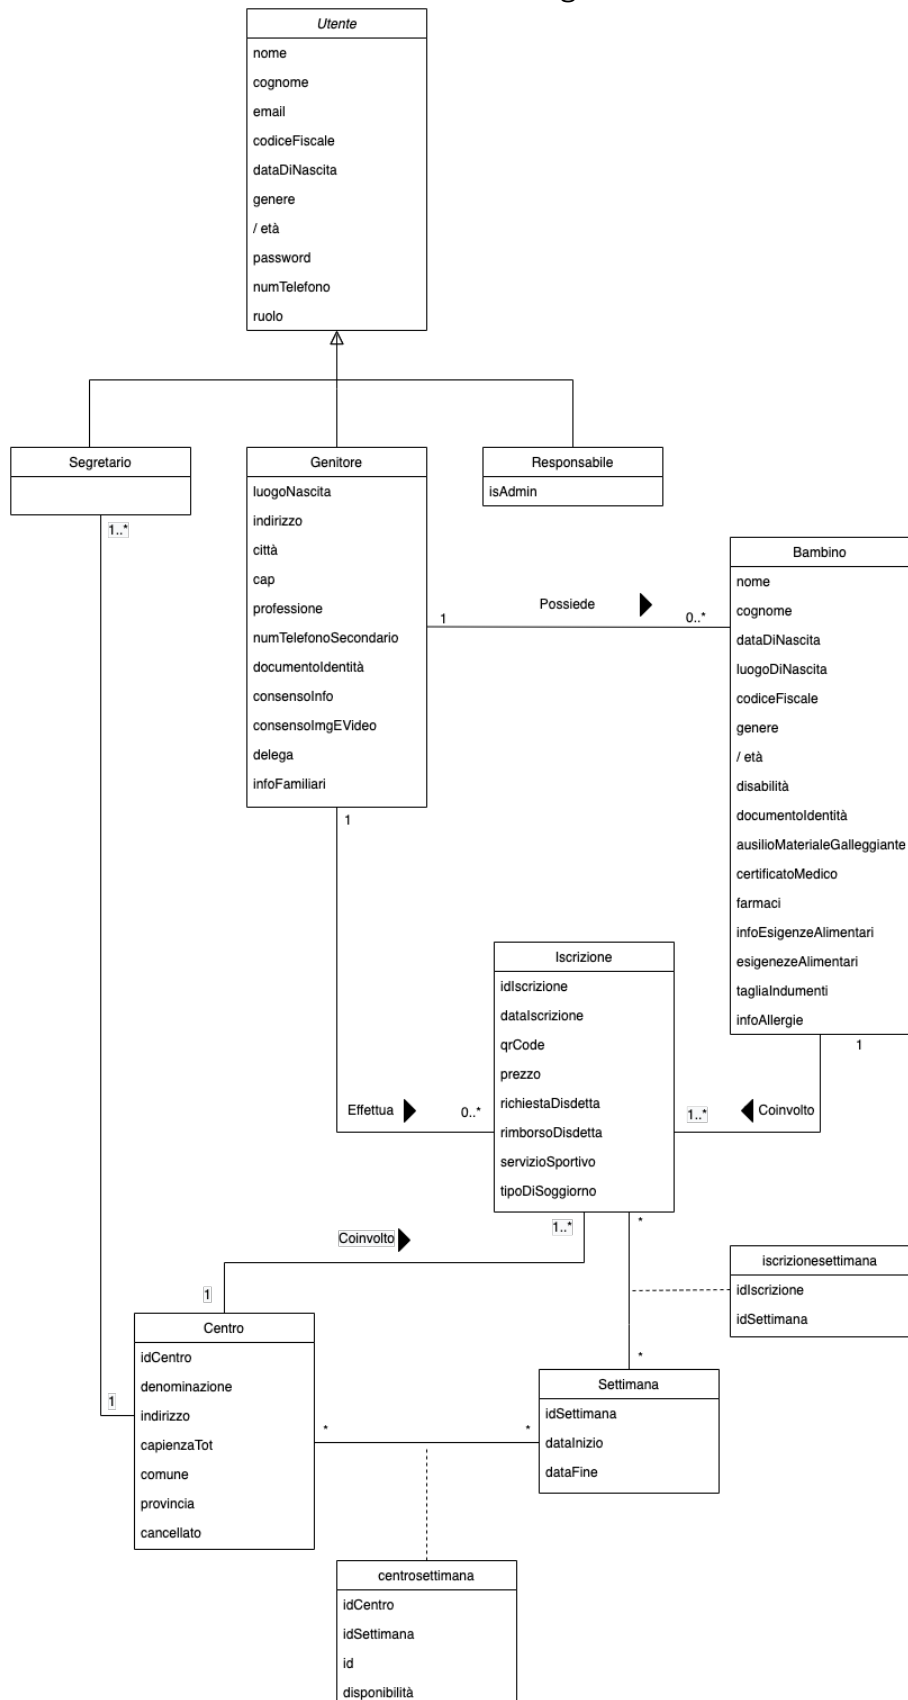 Utente
nome
cognome
email
codiceFiscale
dataDiNascita
genere
/ età
password
numTelefono
ruolo
Segretario
1..*
Genitore
luogoNascita
indirizzo
città
cap
professione
numTelefonoSecondario
documentoIdentità
consensoInfo
consensoImgEVideo
delega
infoFamiliari
Responsabile
isAdmin
1
Possiede
0..*
Bambino
nome
cognome
dataDiNascita
luogoDiNascita
codiceFiscale
genere
/ età
disabilità
documentoIdentità
ausilioMaterialeGalleggiante
certificatoMedico
farmaci
infoEsigenzeAlimentari
esigenezeAlimentari
tagliaIndumenti
infoAllergie
1
1
Effettua
0..*
Iscrizione
idIscrizione
dataIscrizione
qrCode
prezzo
richiestaDisdetta
rimborsoDisdetta
servizioSportivo
tipoDiSoggiorno
1..*
Coinvolto
1..*
*
Coinvolto
1
iscrizionesettimana
idIscrizione
idSettimana
Centro
idCentro
denominazione
indirizzo
capienzaTot
comune
provincia
cancellato
1
*
*
*
Settimana
idSettimana
dataInizio
dataFine
centrosettimana
idCentro
idSettimana
id
disponibilità